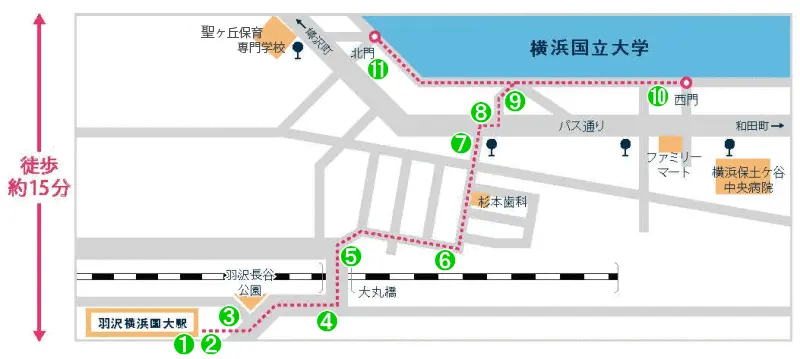 聖ヶ丘保育
専門学校
←峰沢町
北門
⑪
横浜国立大学
⑩
西門
⑨
⑧
⑦
バス通り
和田町→
ファミリー
マート
横浜保土ケ谷
中央病院
徒歩
約15分
杉本歯科
⑥
⑤
羽沢長谷
公園
大丸橋
③
④
羽沢横浜国大駅
①
②